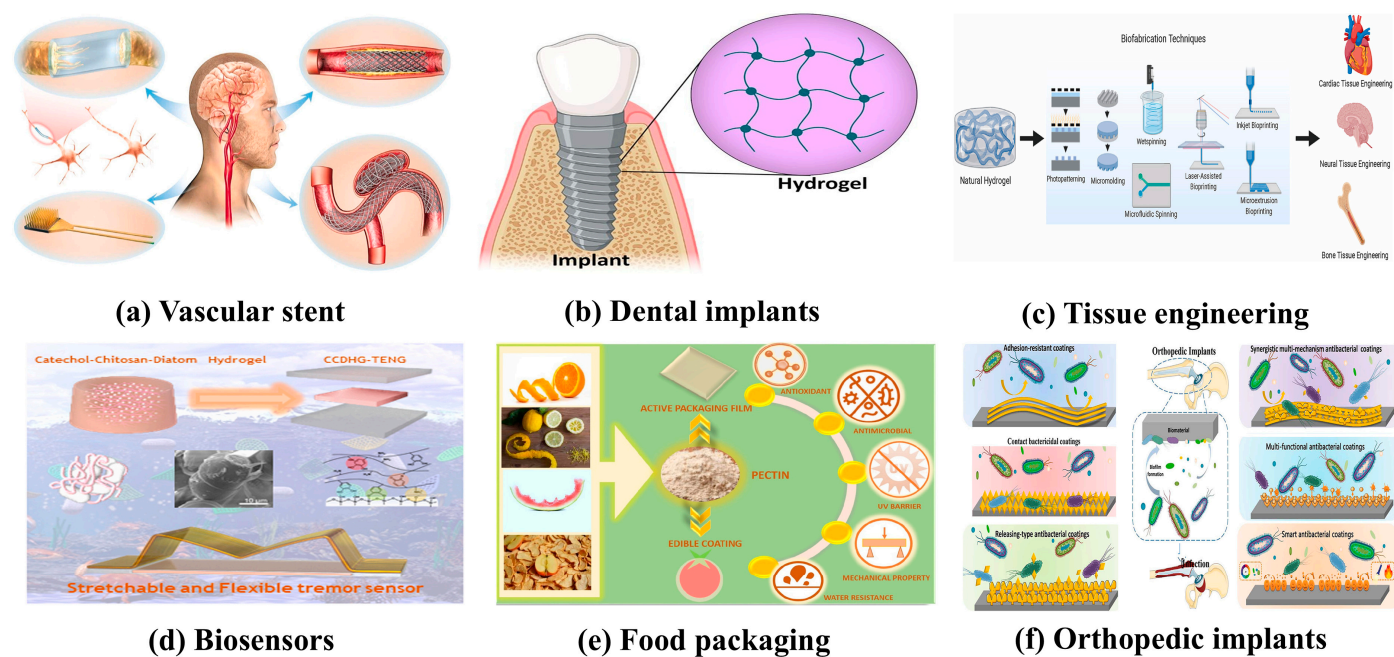 Hydrogel
Implant
Biofabrication Techniques
Natural Hydrogel
Photopatterning
Micromolding
Wetspinning
Microfluidic Spinning
Laser-Assisted
Bioprinting
Inkjet Bioprinting
Microextrusion
Bioprinting
Cardiac Tissue Engineering
Neural Tissue Engineering
Bone Tissue Engineering
(a) Vascular stent
(b) Dental implants
(c) Tissue engineering
Catechol-Chitosan-Diatom Hydrogel
CCDHG-TENG
10 µm
Stretchable and Flexible tremor sensor
ACTIVE PACKAGING FILM
PECTIN
EDIBLE COATING
ANTIOXIDANT
ANTIMICROBIAL
UV
UV BARRIER
MECHANICAL PROPERTY
WATER RESISTANCE
Adhesion-resistant coatings
Contact bactericidal coatings
Releasing-type antibacterial coatings
Orthopedic Implants
Biomaterial
Biofilm
formation
Infection
Synergistic multi-mechanism antibacterial coatings
Multi-functional antibacterial coatings
Smart antibacterial coatings
(d) Biosensors
(e) Food packaging
(f) Orthopedic implants